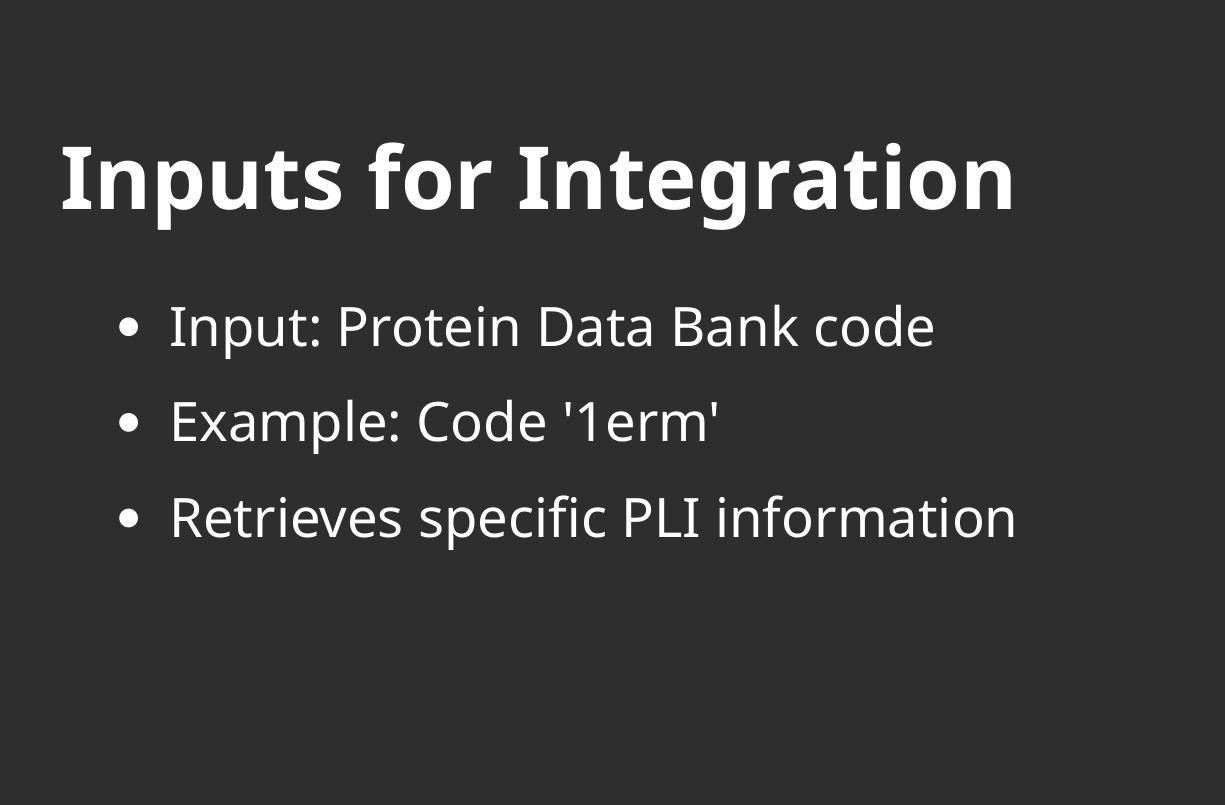 Inputs for Integration
• Input: Protein Data Bank code
• Example: Code '1erm'
• Retrieves specific PLI information